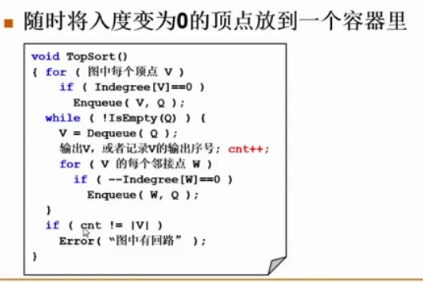 随时将入度变为0的顶点放到一个容器里
void TopSort()
{ for ( 图中每个顶点 V )
if ( Indegree[V]==0 )
Enqueue( V, Q );
while ( !IsEmpty(Q) ) {
V = Dequeue( Q );
输出V，或者记录V的输出序号; cnt++;
for ( V 的每个邻接点 W )
if ( --Indegree[W]==0 )
Enqueue( W, Q );
}
if ( cnt != |V| )
Error( “图中有回路” );
}